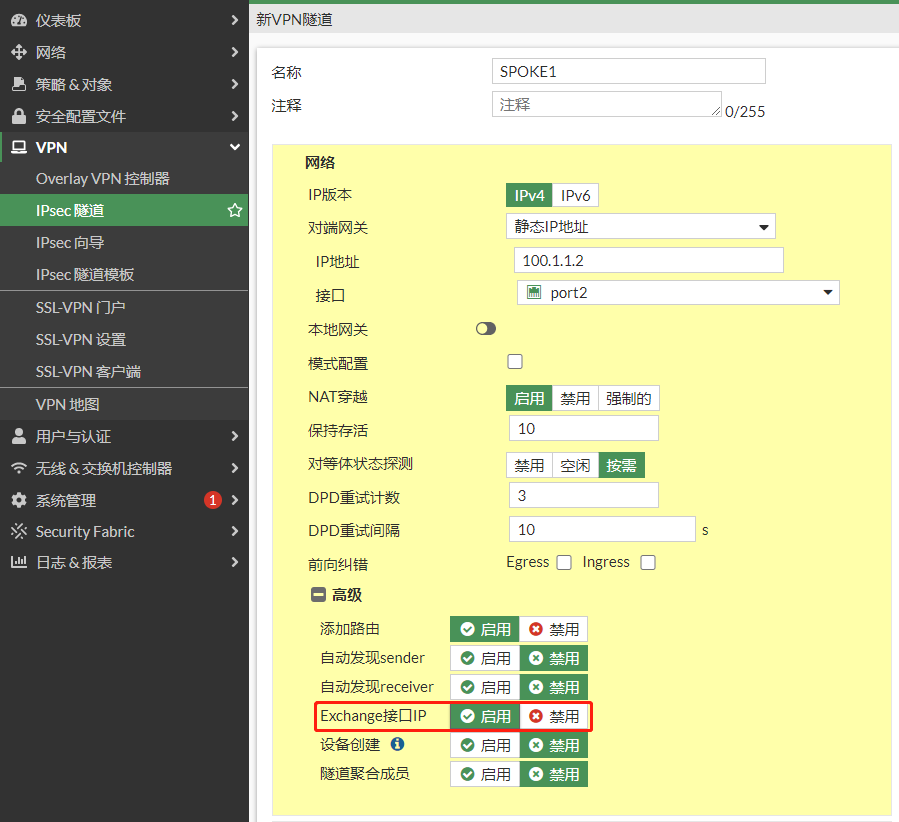 仪表板
网络
策略 & 对象
安全配置文件
VPN
Overlay VPN 控制器
IPsec 隧道
IPsec 向导
IPsec 隧道模板
SSL-VPN 门户
SSL-VPN 设置
SSL-VPN 客户端
VPN 地图
用户与认证
无线 & 交换机控制器
系统管理 1
Security Fabric
日志 & 报表
新VPN隧道
名称 SPOKE1
注释 注释 0/255
网络
IP版本 IPv4 IPv6
对端网关 静态IP地址
IP地址 100.1.1.2
接口 port2
本地网关
模式配置
NAT穿越 启用 禁用 强制的
保持存活 10
对等体状态探测 禁用 空闲 按需
DPD重试计数 3
DPD重试间隔 10 s
前向纠错 Egress Ingress
高级
添加路由 启用 禁用
自动发现sender 启用 禁用
自动发现receiver 启用 禁用
Exchange接口IP 启用 禁用
设备创建 启用 禁用
隧道聚合成员 启用 禁用